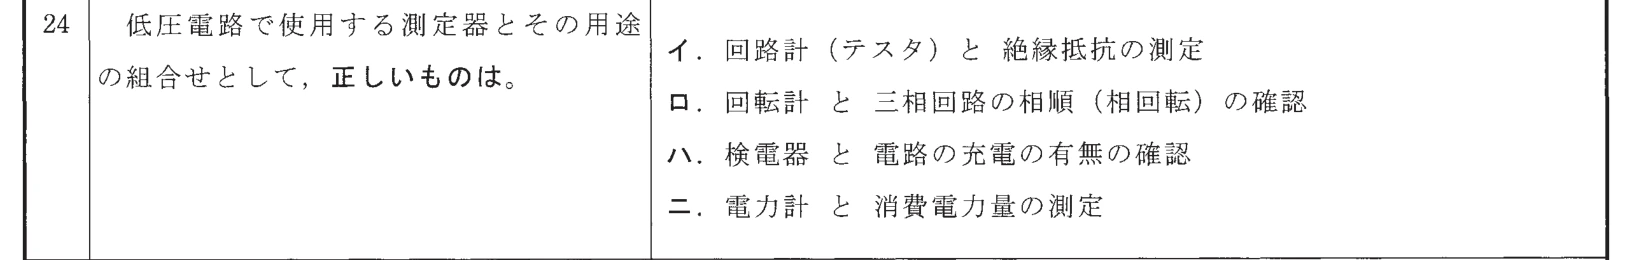 24
低圧電路で使用する測定器とその用途
の組合せとして，正しいものは。
イ．回路計（テスタ）と 絶縁抵抗の測定
ロ．回転計 と 三相回路の相順（相回転）の確認
ハ．検電器 と 電路の充電の有無の確認
ニ．電力計 と 消費電力量の測定